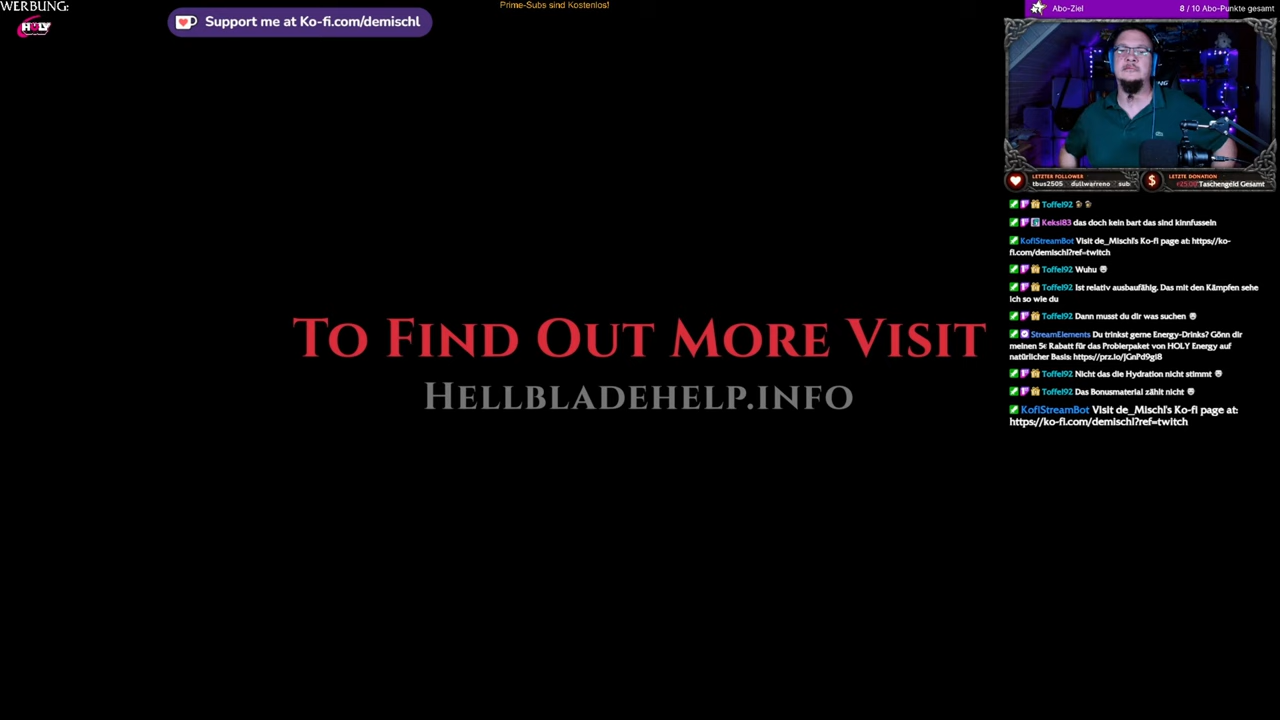 WERBUNG:
HOLY
Support me at Ko-fi.com/demischl
Prime-Subs sind Kostenlos!
Abo-Ziel
8 / 10 Abo-Punkte gesamt
LETZTER FOLLOWER
tbus2505 dullwarreno sub
LETZTE DONATION
Taschengeld Gesamt
Toffel92
Keksi83 das doch kein bart das sind kinnfusseln
KofiStreamBot Visit de_Mischl's Ko-fi page at: https://ko-
fi.com/demischl?ref=twitch
Toffel92 Wuhu
Toffel92 Ist relativ ausbaufähig. Das mit den Kämpfen sehe
ich so wie du
Toffel92 Dann musst du dir was suchen
StreamElements Du trinkst gerne Energy-Drinks? Gönn dir
meinen 5€ Rabatt für das Probierpaket von HOLY Energy auf
natürlicher Basis: https://prz.io/JGnPd9gi8
Toffel92 Nicht das die Hydration nicht stimmt
Toffel92 Das Bonusmaterial zählt nicht
KofiStreamBot Visit de_Mischl's Ko-fi page at:
https://ko-fi.com/demischl?ref=twitch
To Find Out More Visit
Hellbladehelp.info